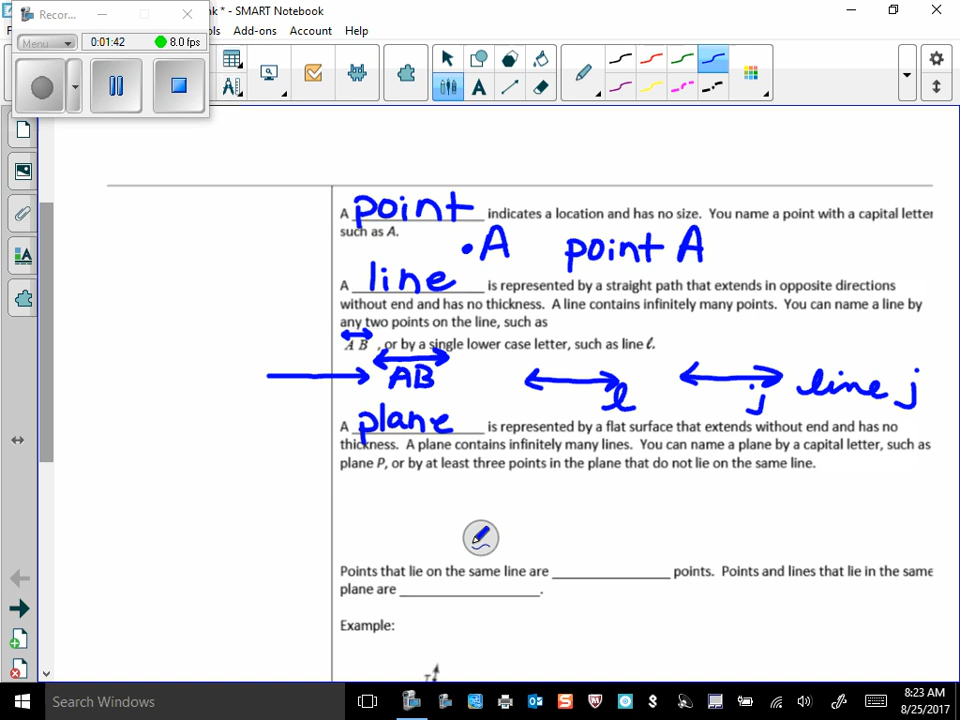 Recor...
nk * - SMART Notebook
Menu
0:01:42
8.0 fps
ols Add-ons Account Help
A point indicates a location and has no size. You name a point with a capital letter
such as A.
• A point A
A line is represented by a straight path that extends in opposite directions
without end and has no thickness. A line contains infinitely many points. You can name a line by
any two points on the line, such as
A B , or by a single lower case letter, such as line ℓ.
AB ℓ j line j
A plane is represented by a flat surface that extends without end and has no
thickness. A plane contains infinitely many lines. You can name a plane by a capital letter, such as
plane P, or by at least three points in the plane that do not lie on the same line.
Points that lie on the same line are ____________ points. Points and lines that lie in the same
plane are ______________.
Example:
Search Windows
8:23 AM
8/25/2017